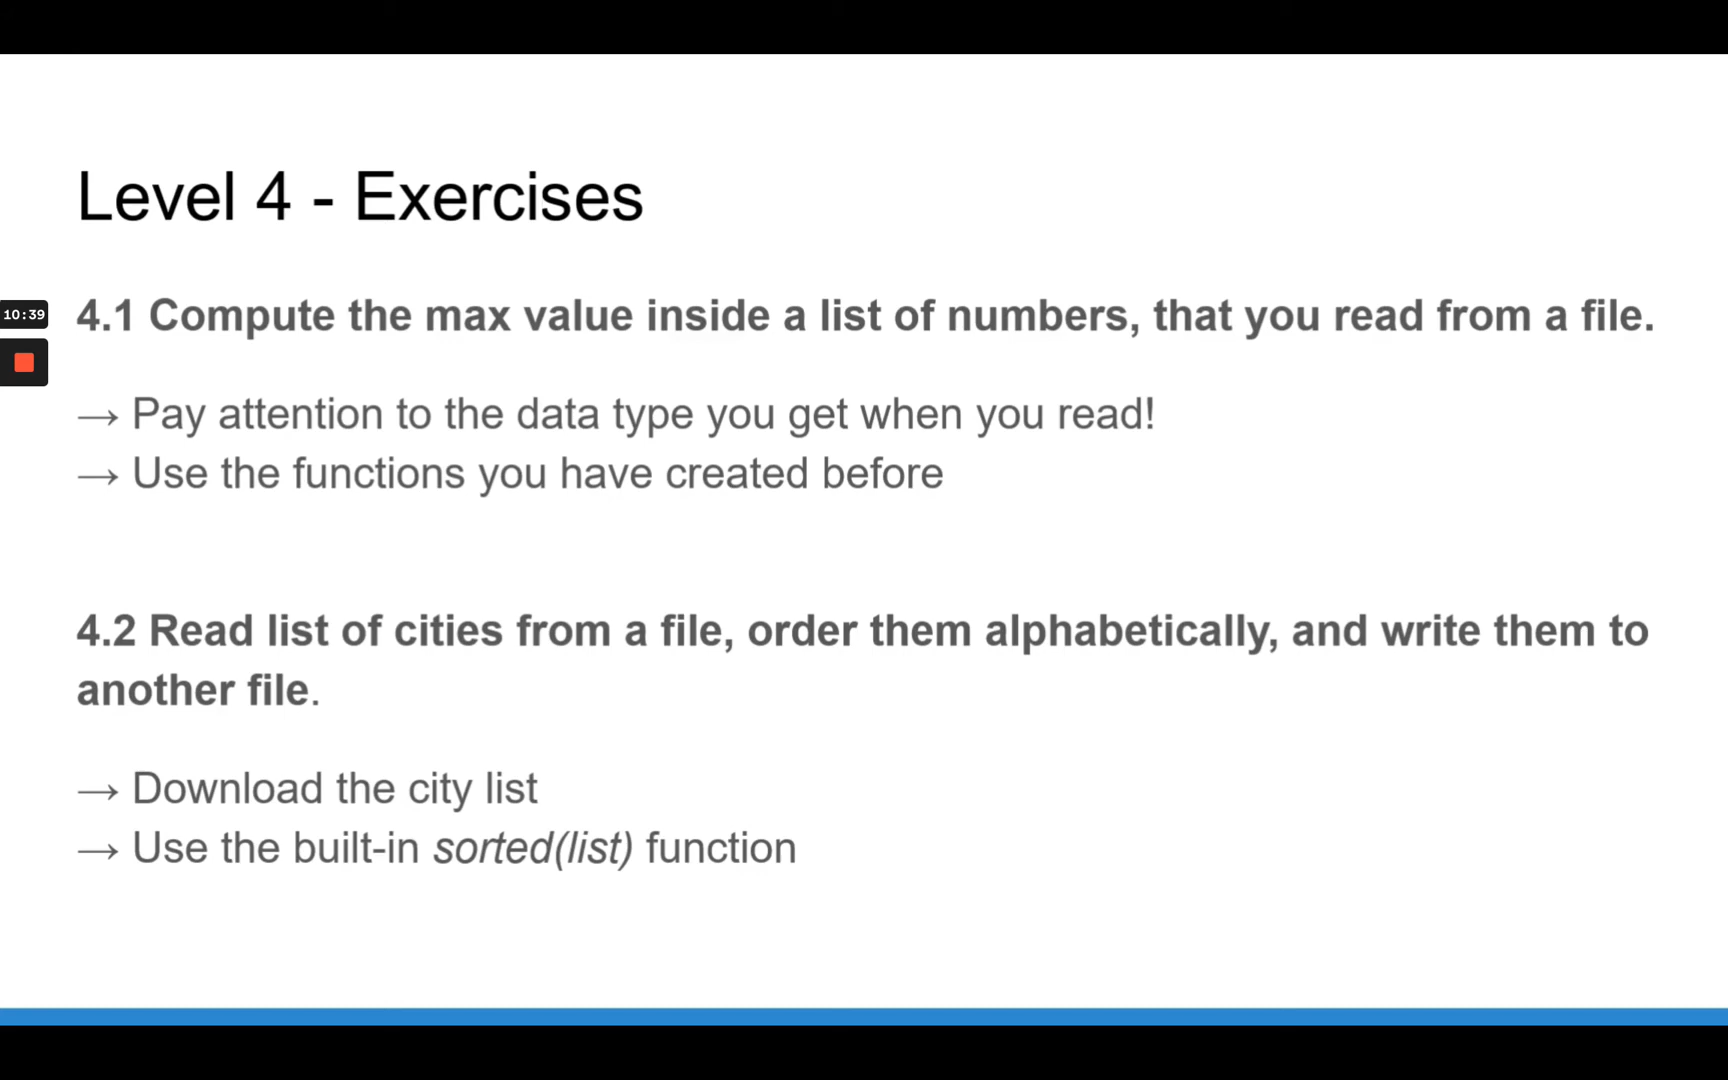 Level 4 - Exercises
10:39
4.1 Compute the max value inside a list of numbers, that you read from a file.
→ Pay attention to the data type you get when you read!
→ Use the functions you have created before
4.2 Read list of cities from a file, order them alphabetically, and write them to
another file.
→ Download the city list
→ Use the built-in sorted(list) function